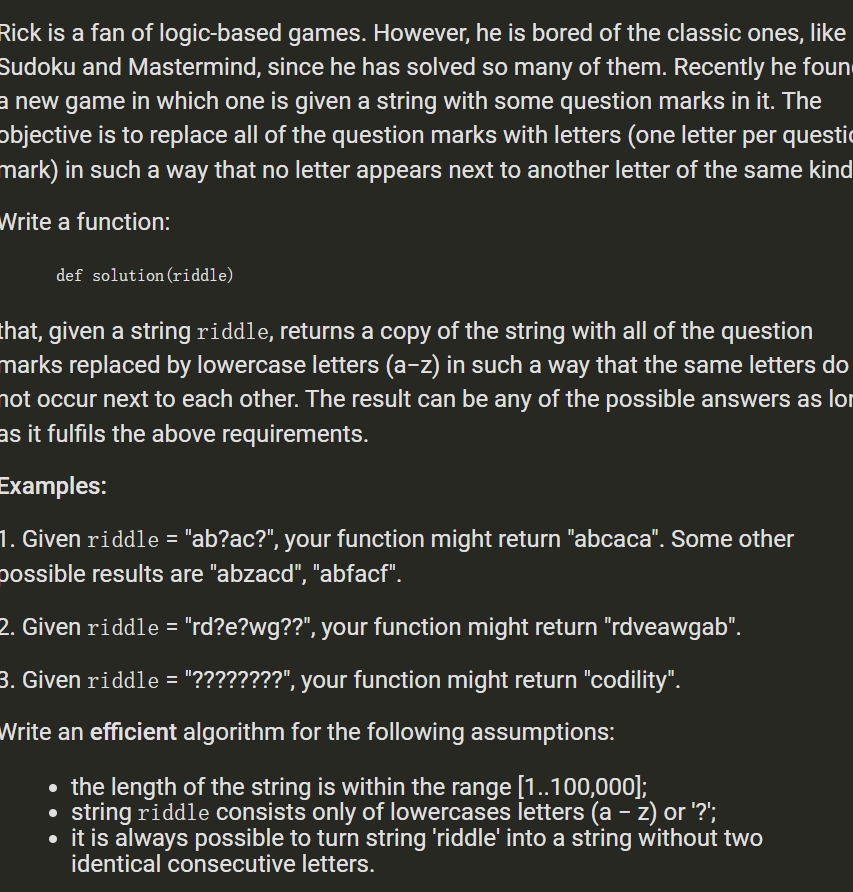 Rick is a fan of logic-based games. However, he is bored of the classic ones, like
Sudoku and Mastermind, since he has solved so many of them. Recently he foun
a new game in which one is given a string with some question marks in it. The
objective is to replace all of the question marks with letters (one letter per questio
mark) in such a way that no letter appears next to another letter of the same kind
Write a function:
def solution(riddle)
that, given a string riddle, returns a copy of the string with all of the question
marks replaced by lowercase letters (a−z) in such a way that the same letters do
not occur next to each other. The result can be any of the possible answers as lon
as it fulfils the above requirements.
Examples:
1. Given riddle = "ab?ac?", your function might return "abcaca". Some other
possible results are "abzacd", "abfacf".
2. Given riddle = "rd?e?wg??", your function might return "rdveawgab".
3. Given riddle = "????????", your function might return "codility".
Write an efficient algorithm for the following assumptions:
• the length of the string is within the range [1..100,000];
• string riddle consists only of lowercases letters (a − z) or '?';
• it is always possible to turn string 'riddle' into a string without two
identical consecutive letters.